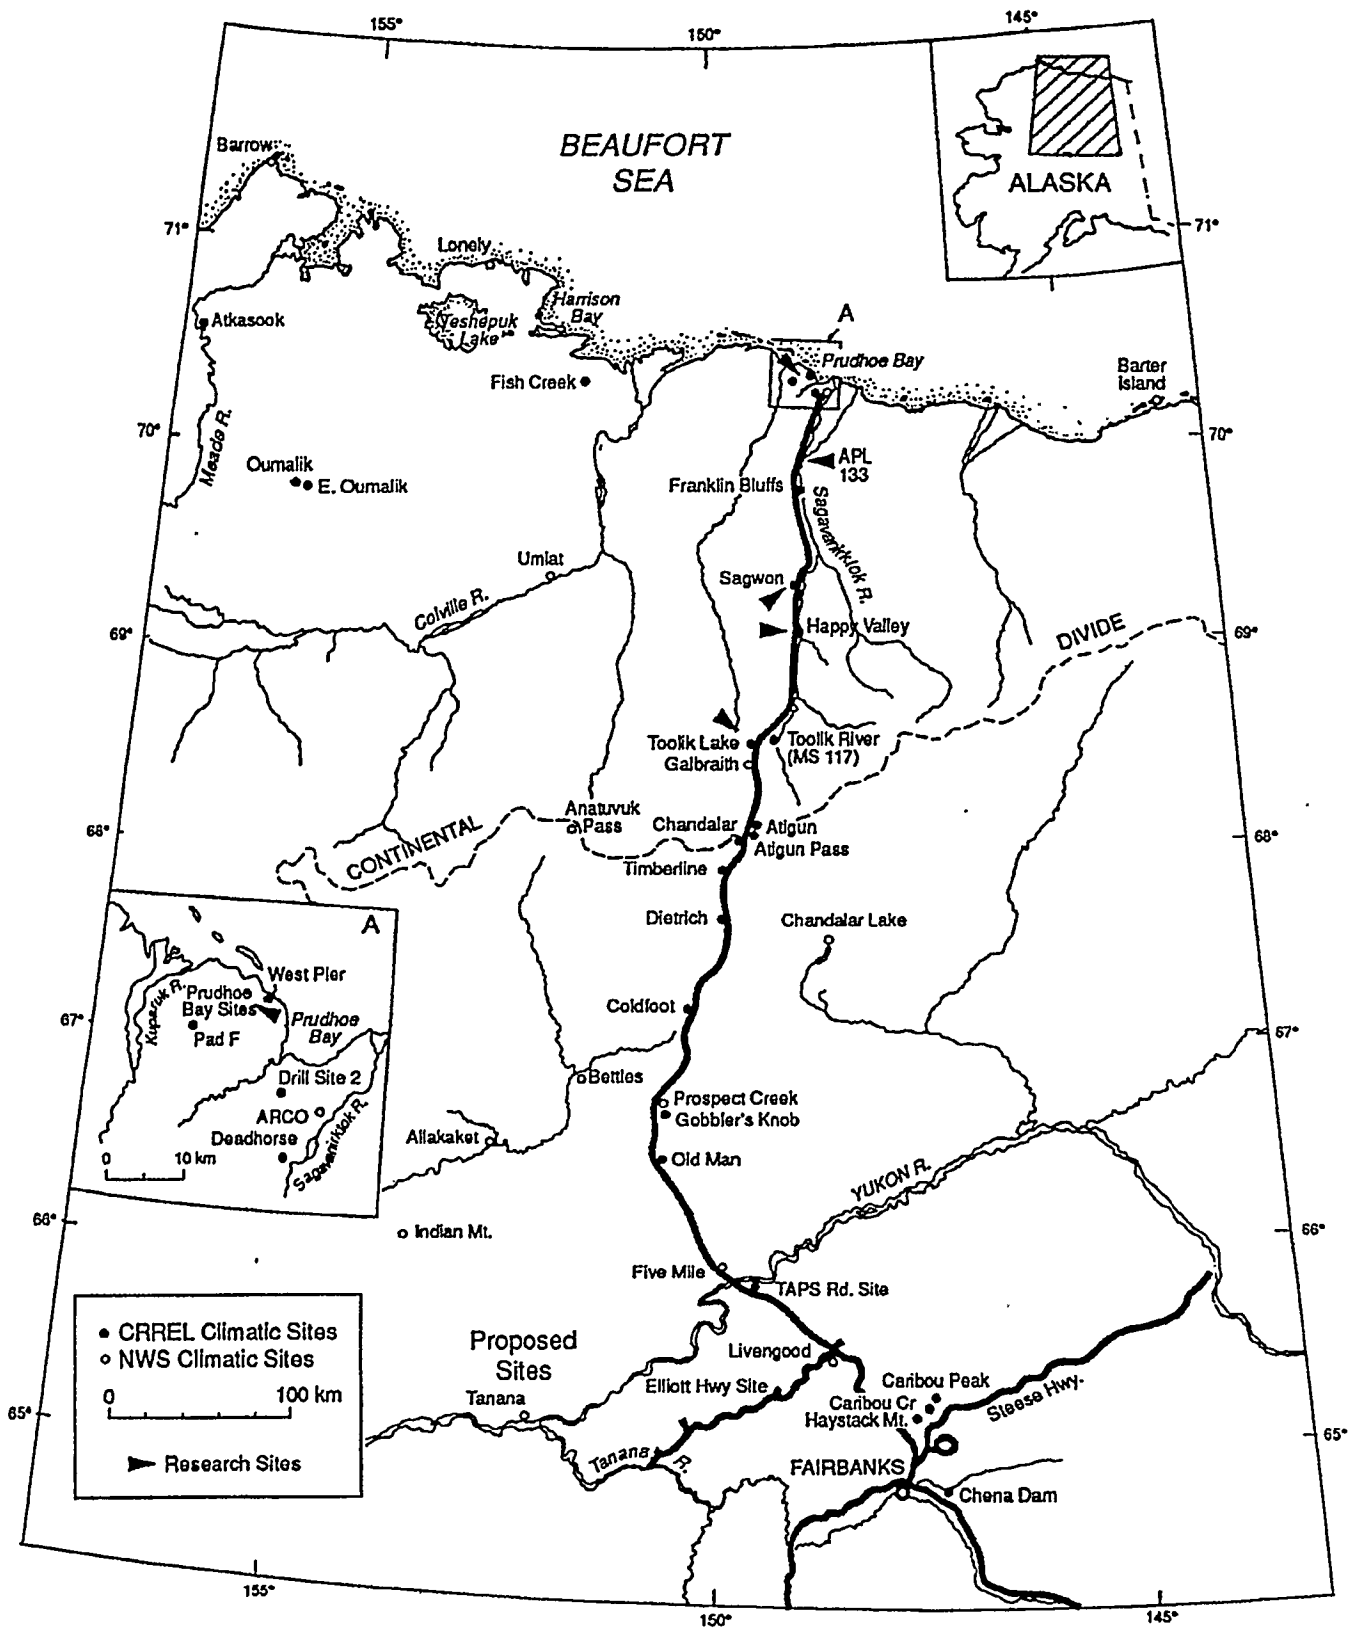 155°
150°
145°
BEAUFORT
SEA
ALASKA
Barrow
71°
71°
Lonely
Harrison
Bay
Teshepuk
Lake
Atkasook
A
Prudhoe Bay
Barter
Island
Fish Creek
Meade R.
70°
70°
APL
133
Oumalik
E. Oumalik
Franklin Bluffs
Sagavanirktok R.
Umiat
Sagwon
Colville R.
Happy Valley
69°
69°
DIVIDE
Toolik Lake
Galbraith
Toolik River
(MS 117)
Anatuvuk
Pass
CONTINENTAL
Chandalar
Atigun
Atigun Pass
68°
68°
Timberline
Dietrich
Chandalar Lake
A
West Pier
Kuparuk R.
Prudhoe
Bay Sites
Prudhoe
Bay
Pad F
Coldfoot
67°
67°
Drill Site 2
ARCO
Deadhorse
Sagavanirktok R.
0 10 km
Bettles
Prospect Creek
Gobbler's Knob
Allakaket
Old Man
YUKON R.
66°
66°
Indian Mt.
Five Mile
TAPS Rd. Site
CRREL Climatic Sites
NWS Climatic Sites
0 100 km
Research Sites
Proposed
Sites
Livengood
Elliott Hwy Site
Tanana
Caribou Peak
Caribou Cr
Haystack Mt.
Steese Hwy.
65°
65°
Tanana R.
FAIRBANKS
Chena Dam
155°
150°
145°